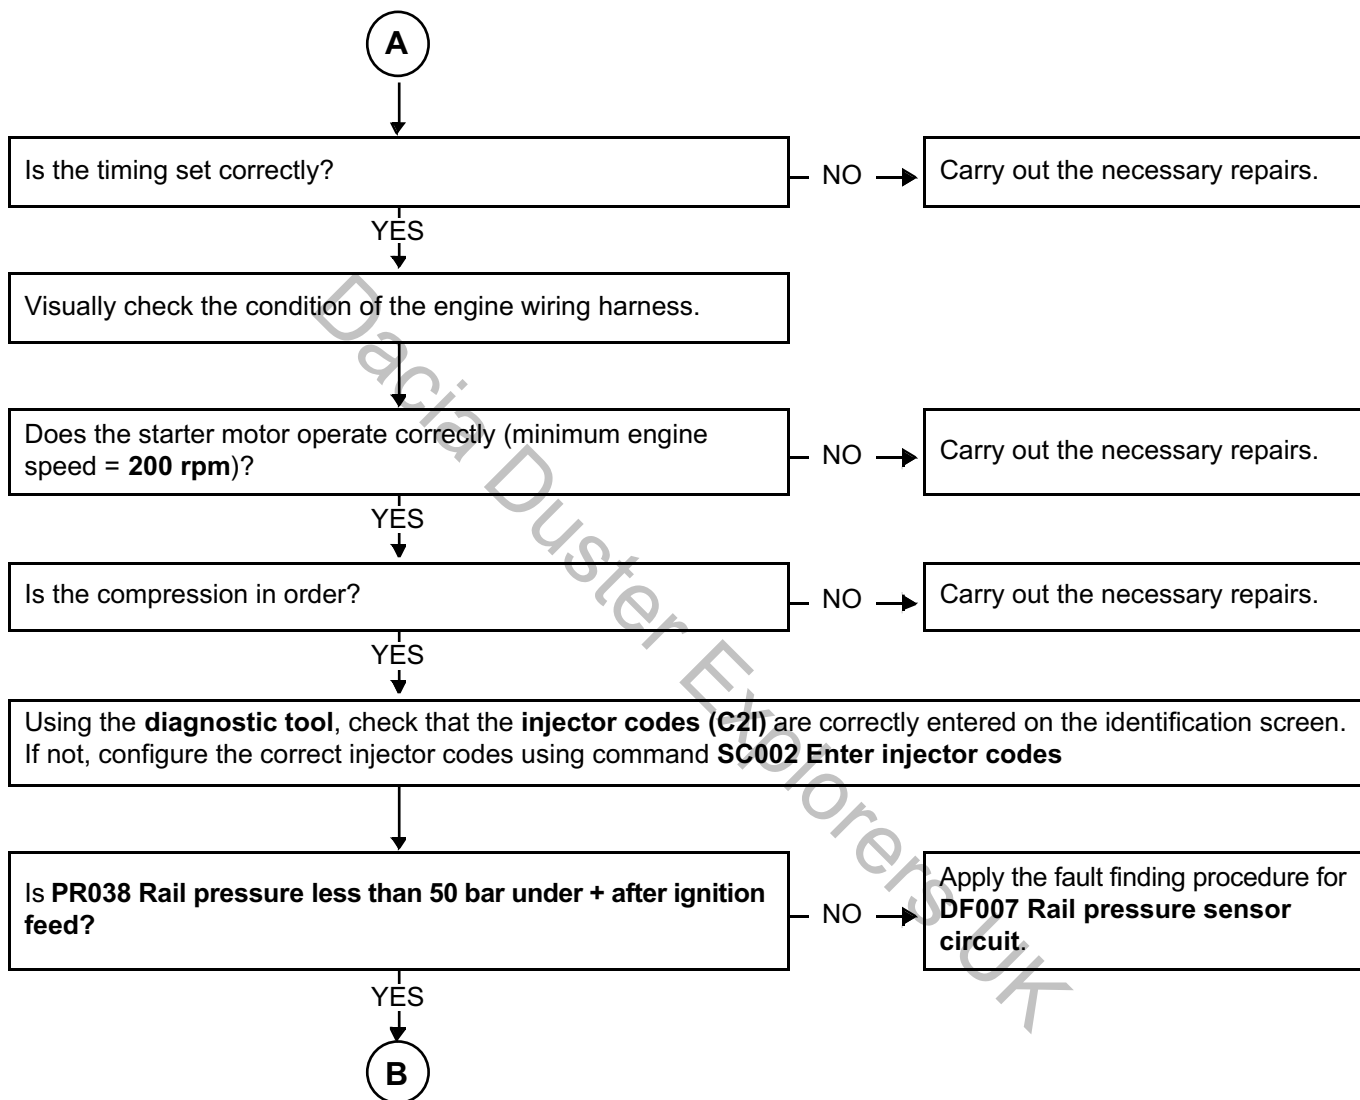 A
Is the timing set correctly?
NO
Carry out the necessary repairs.
YES
Visually check the condition of the engine wiring harness.
Does the starter motor operate correctly (minimum engine
speed = 200 rpm)?
NO
Carry out the necessary repairs.
YES
Is the compression in order?
NO
Carry out the necessary repairs.
YES
Using the diagnostic tool, check that the injector codes (C2I) are correctly entered on the identification screen.
If not, configure the correct injector codes using command SC002 Enter injector codes
Is PR038 Rail pressure less than 50 bar under + after ignition
feed?
NO
Apply the fault finding procedure for
DF007 Rail pressure sensor
circuit.
YES
B
Dacia Duster Explorers UK